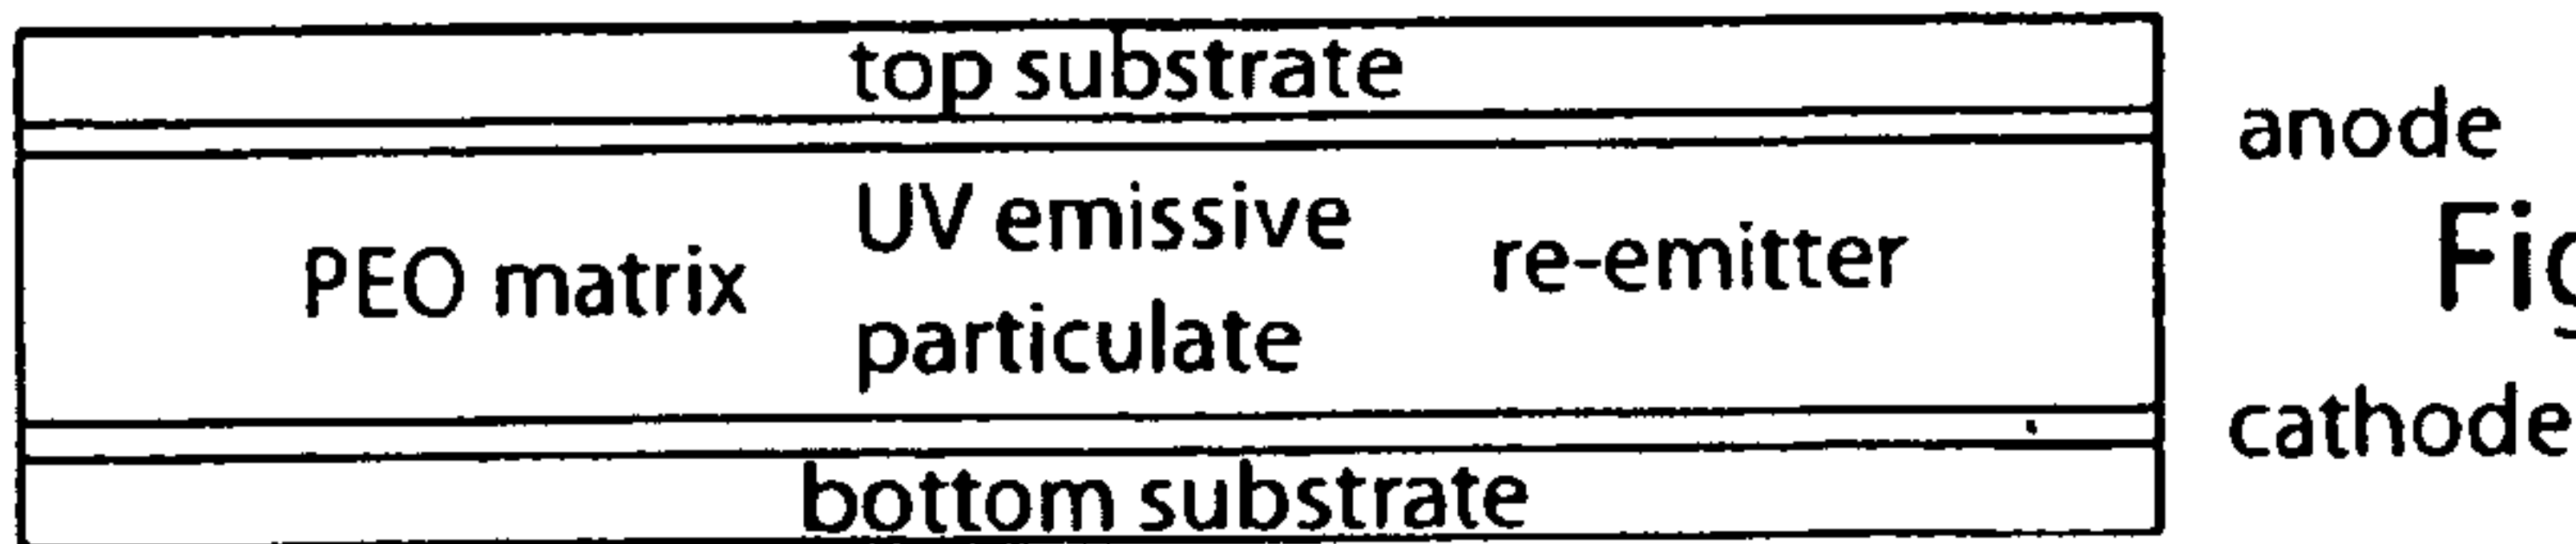 top substrate
anode
UV emissive
PEO matrix
re-emitter
particulate
cathode
bottom substrate